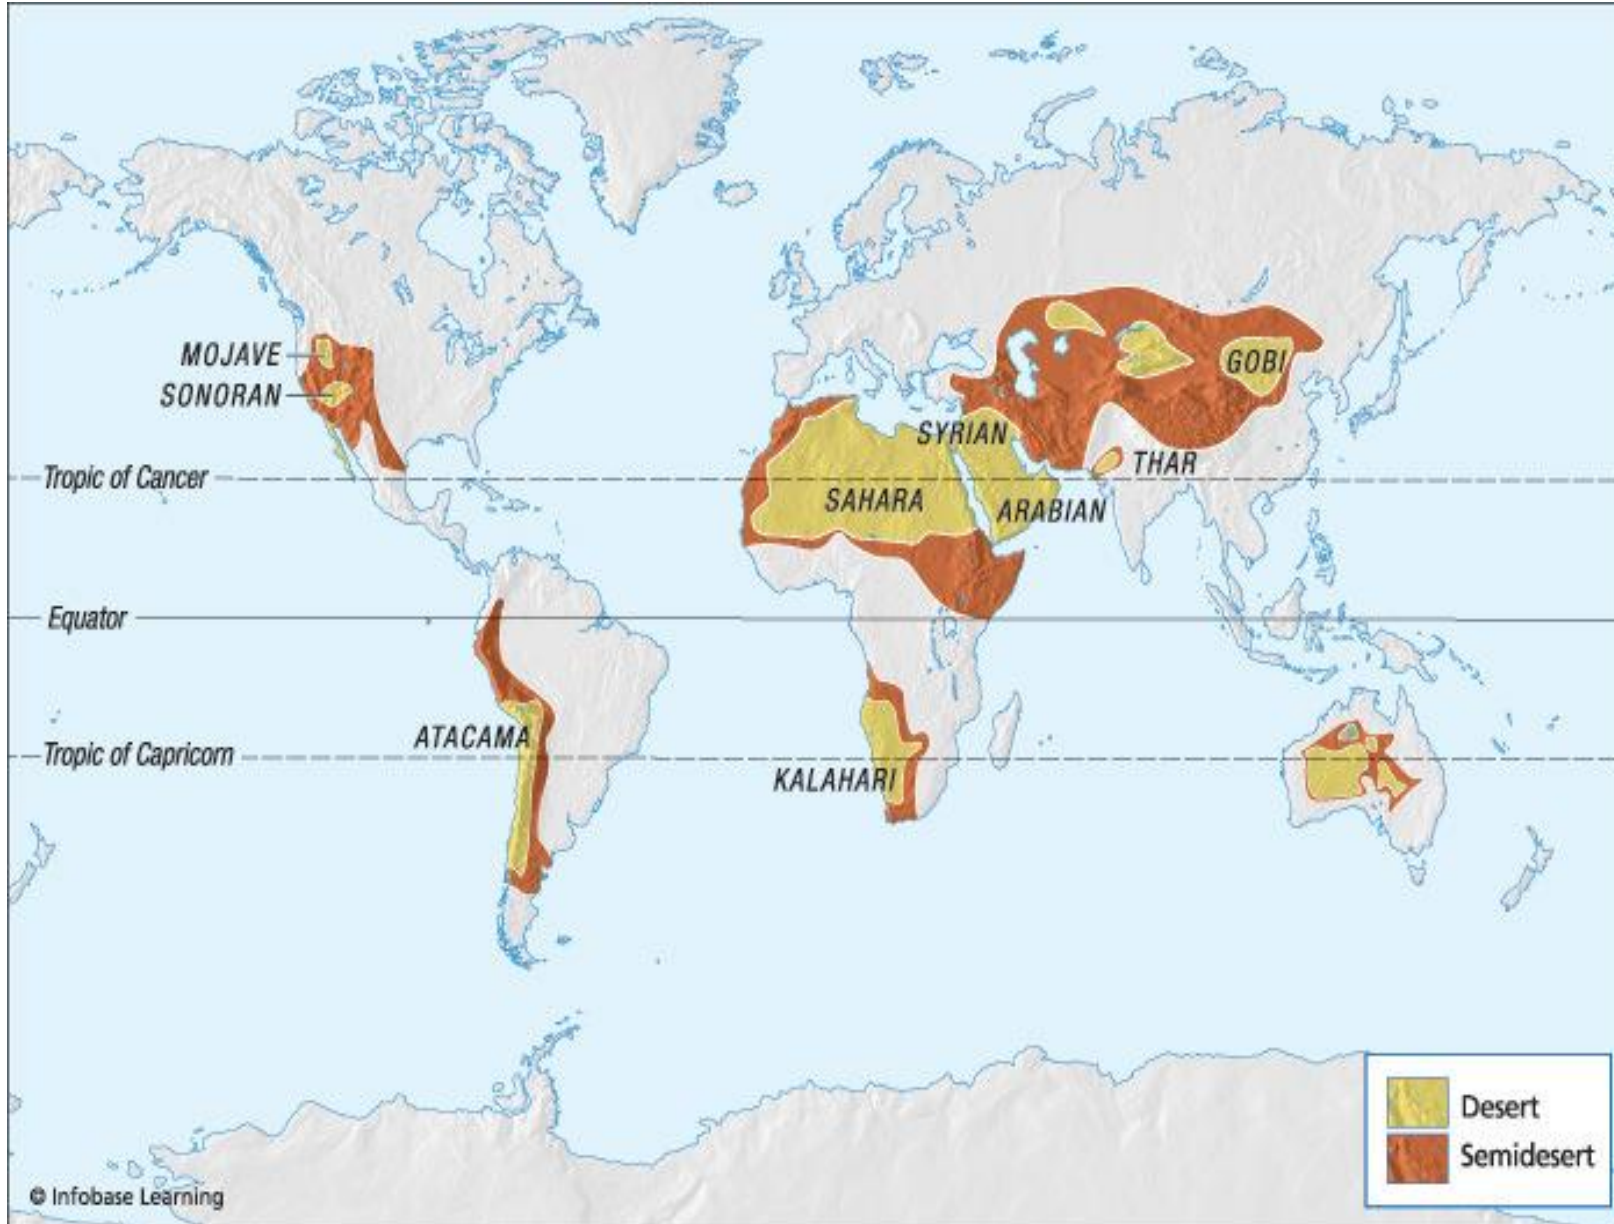 MOJAVE
SONORAN
GOBI
SYRIAN
THAR
Tropic of Cancer
SAHARA
ARABIAN
Equator
ATACAMA
Tropic of Capricorn
KALAHARI
Desert
Semidesert
© Infobase Learning